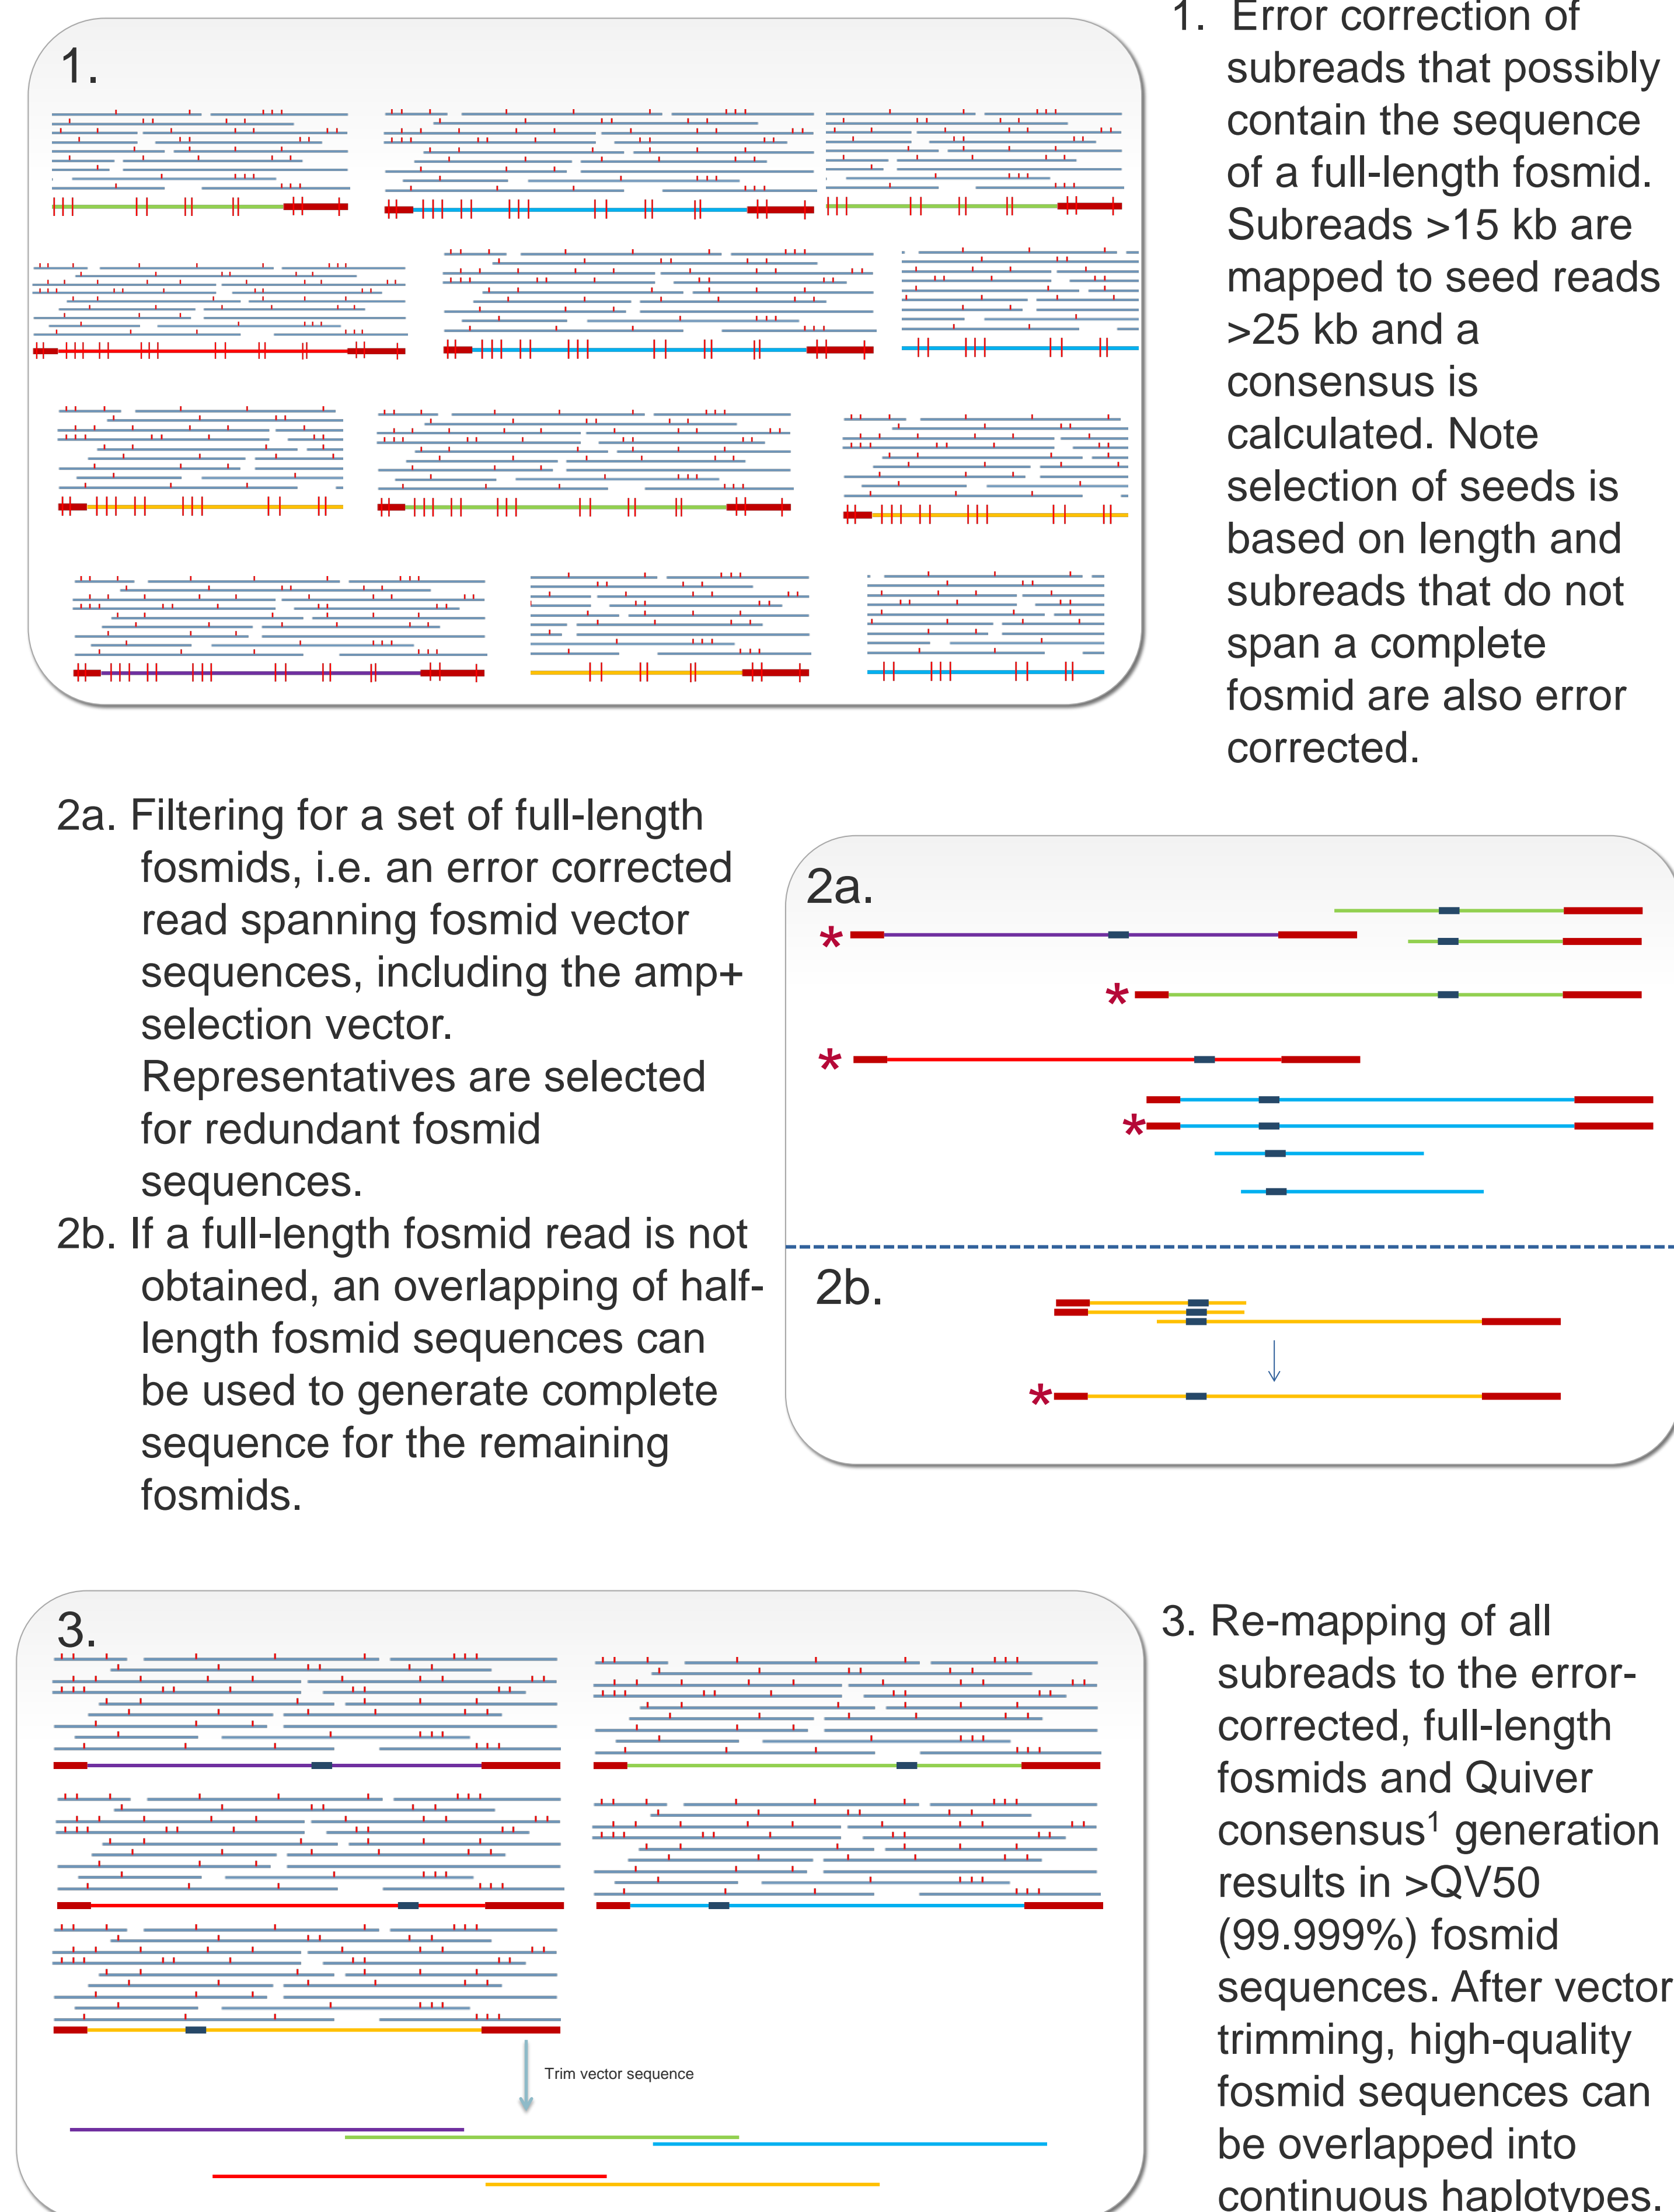 1.
1. Error correction of
subreads that possibly
contain the sequence
of a full-length fosmid.
Subreads >15 kb are
mapped to seed reads
>25 kb and a
consensus is
calculated. Note
selection of seeds is
based on length and
subreads that do not
span a complete
fosmid are also error
corrected.
2a. Filtering for a set of full-length
fosmids, i.e. an error corrected
read spanning fosmid vector
sequences, including the amp+
selection vector.
Representatives are selected
for redundant fosmid
sequences.
2b. If a full-length fosmid read is not
obtained, an overlapping of half-
length fosmid sequences can
be used to generate complete
sequence for the remaining
fosmids.
2a.
*
*
*
*
2b.
*
3.
Trim vector sequence
3. Re-mapping of all
subreads to the error-
corrected, full-length
fosmids and Quiver
consensus¹ generation
results in >QV50
(99.999%) fosmid
sequences. After vector
trimming, high-quality
fosmid sequences can
be overlapped into
continuous haplotypes.